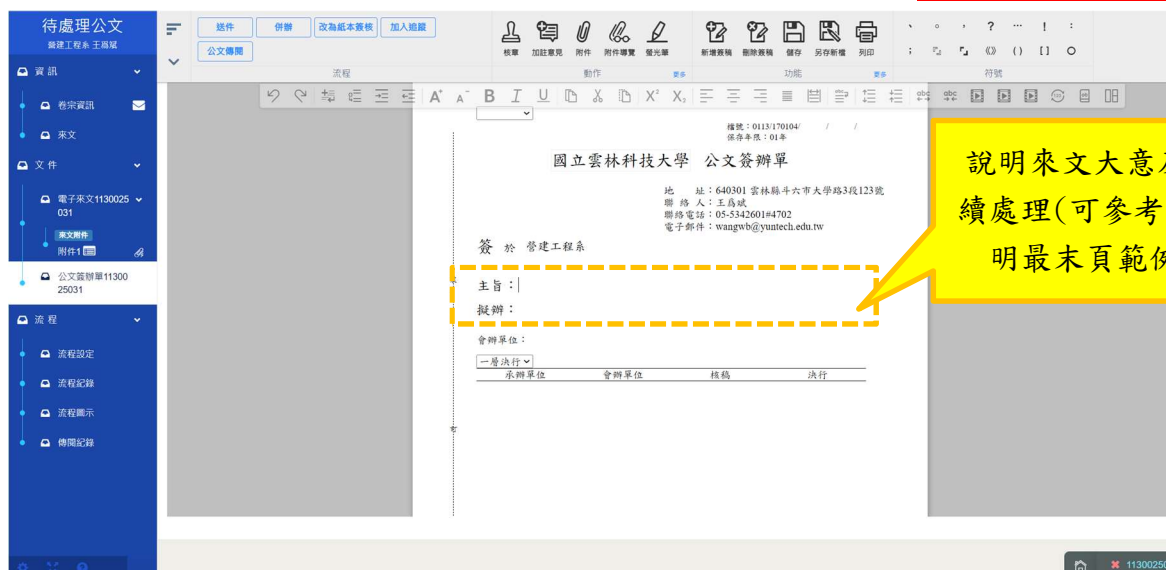 待處理公文
營建工程系 王爲斌
資訊
卷宗資訊
來文
文件
電子來文1130025
031
來文附件
附件1
公文簽辦單11300
25031
流程
流程設定
流程紀錄
流程圖示
傳閱紀錄
送件 併辦 改為紙本簽核 加入追蹤
公文傳閱
流程
核章 加註意見 附件 附件導覽 螢光筆
動作 更多
新增簽稿 刪除簽稿 儲存 另存新檔 列印
功能 更多
、 。 , ? … ! :
; 『』 「」 《》 ( ) [ ] ○
符號
A+ A- B I U X² X₂
檔號:0113/170104/ / /
保存年限:01年
國立雲林科技大學 公文簽辦單
地 址:640301 雲林縣斗六市大學路3段123號
聯 絡 人:王爲斌
聯絡電話:05-5342601#4702
電子郵件:wangwb@yuntech.edu.tw
簽 於 營建工程系
主旨:
擬辦:
會辦單位:
一層決行
承辦單位 會辦單位 核稿 決行
說明來文大意及
續處理(可參考
明最末頁範例